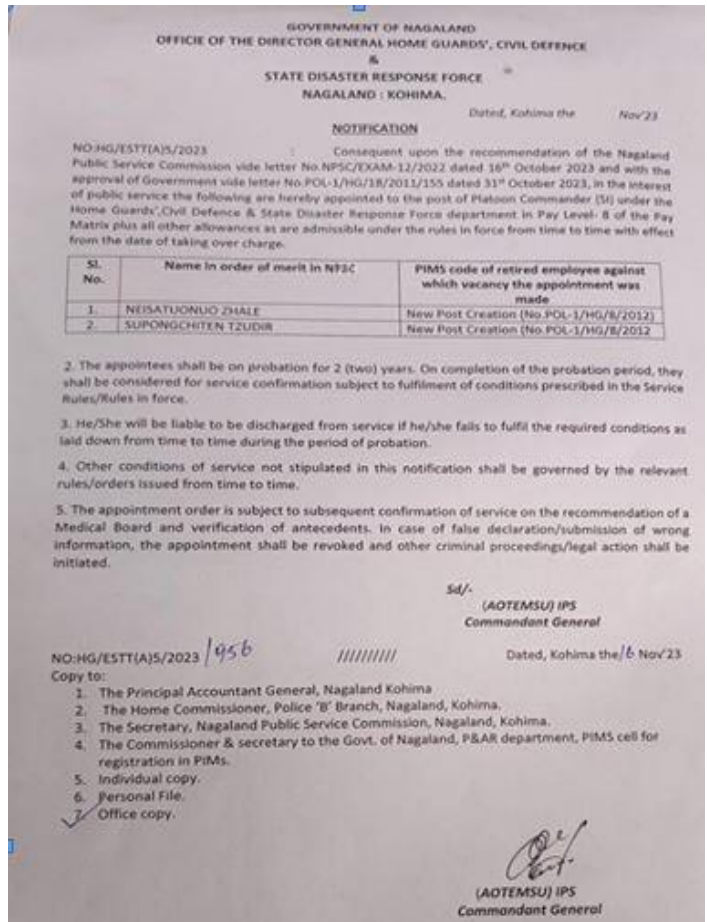 GOVERNMENT OF NAGALAND
OFFICIE OF THE DIRECTOR GENERAL HOME GUARDS', CIVIL DEFENCE
&
STATE DISASTER RESPONSE FORCE
NAGALAND : KOHIMA.
Dated, Kohima the Nov'23
NOTIFICATION
NO:HG/ESTT(A)5/2023 : Consequent upon the recommendation of the Nagaland
Public Service Commission vide letter No.NPSC/EXAM-12/2022 dated 16th October 2023 and with the
approval of Government vide letter No.POL-1/HG/18/2011/155 dated 31st October 2023, in the interest
of public service the following are hereby appointed to the post of Platoon Commander (SI) under the
Home Guards',Civil Defence & State Disaster Response Force department in Pay Level- 8 of the Pay
Matrix plus all other allowances as are admissible under the rules in force from time to time with effect
from the date of taking over charge.
Sl. No. Name in order of merit in NPSC PIMS code of retired employee against
which vacancy the appointment was
made
1. NEISATUONUO ZHALE New Post Creation (No.POL-1/HG/8/2012)
2. SUPONGCHITEN TZUDIR New Post Creation (No.POL-1/HG/8/2012
2. The appointees shall be on probation for 2 (two) years. On completion of the probation period, they
shall be considered for service confirmation subject to fulfilment of conditions prescribed in the Service
Rules/Rules in force.
3. He/She will be liable to be discharged from service if he/she fails to fulfil the required conditions as
laid down from time to time during the period of probation.
4. Other conditions of service not stipulated in this notification shall be governed by the relevant
rules/orders issued from time to time.
5. The appointment order is subject to subsequent confirmation of service on the recommendation of a
Medical Board and verification of antecedents. In case of false declaration/submission of wrong
information, the appointment shall be revoked and other criminal proceedings/legal action shall be
initiated.
Sd/-
(AOTEMSU) IPS
Commandant General
NO:HG/ESTT(A)5/2023 /956 ////////// Dated, Kohima the 16 Nov'23
Copy to:
1. The Principal Accountant General, Nagaland Kohima
2. The Home Commissioner, Police 'B' Branch, Nagaland, Kohima.
3. The Secretary, Nagaland Public Service Commission, Nagaland, Kohima.
4. The Commissioner & secretary to the Govt. of Nagaland, P&AR department, PIMS cell for
registration in PIMs.
5. Individual copy.
6. Personal File.
7. Office copy.
(AOTEMSU) IPS
Commandant General